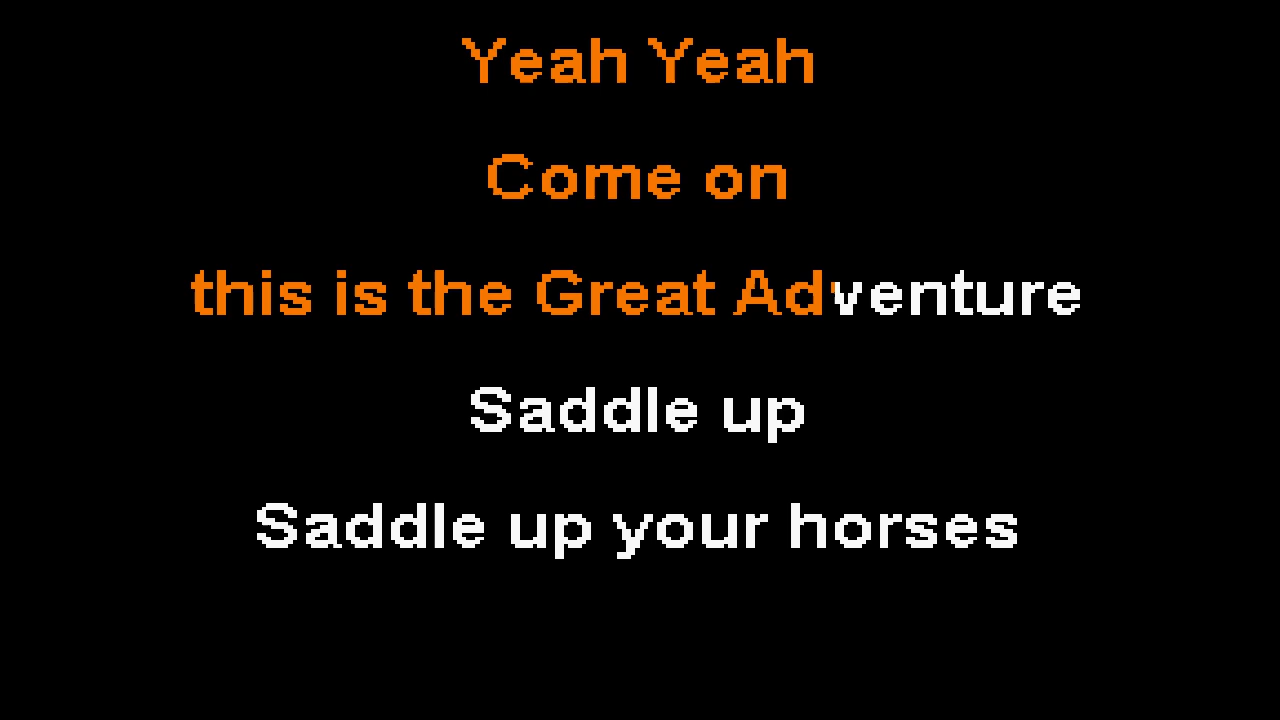 Yeah Yeah
Come on
this is the Great Adventure
Saddle up
Saddle up your horses